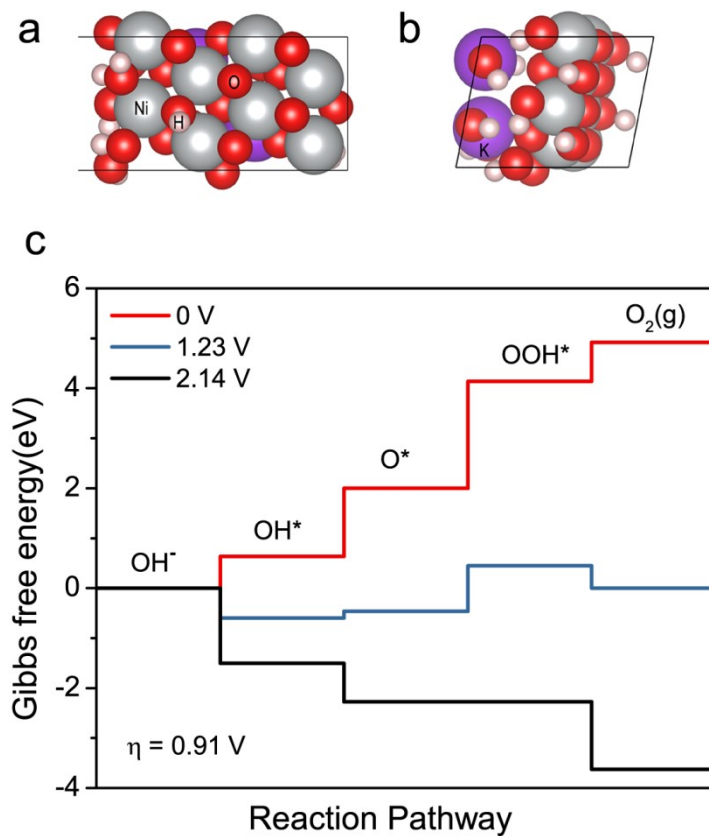 a
b
Ni
H
O
K
c
6
4
2
0
-2
-4
Gibbs free energy(eV)
0 V
1.23 V
2.14 V
OH⁻
OH*
O*
OOH*
O₂(g)
η = 0.91 V
Reaction Pathway